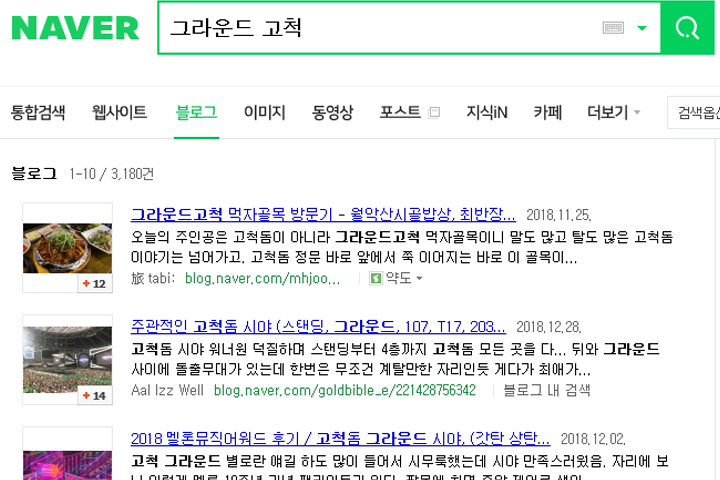 NAVER
그라운드 고척
통합검색 웹사이트 블로그 이미지 동영상 포스트 지식iN 카페 더보기 검색옵션
블로그 1-10 / 3,180건
그라운드고척 먹자골목 방문기 - 월악산시골밥상, 최반장... 2018.11.25.
오늘의 주인공은 고척돔이 아니라 그라운드고척 먹자골목이니 말도 많고 탈도 많은 고척돔
이야기는 넘어가고. 고척돔 정문 바로 앞에서 쭉 이어지는 바로 이 골목이...
+ 12
旅 tabi: blog.naver.com/mhjoo... 약도
주관적인 고척돔 시야 (스탠딩, 그라운드, 107, T17, 203... 2018.12.28.
고척돔 시야 워너원 덕질하며 스탠딩부터 4층까지 고척돔 모든 곳을 다... 뒤와 그라운드
사이에 돌출무대가 있는데 한번은 무조건 계탈만한 자리인듯 게다가 최애가...
+ 14
Aal Izz Well blog.naver.com/goldbible_e/221428756342 블로그 내 검색
2018 멜론뮤직어워드 후기 / 고척돔 그라운드 시야, (갓탄 상탄... 2018.12.02.
고척 그라운드 별로란 얘길 하도 많이 들어서 시무룩했는데 시야 만족스러웠음. 자리에 보